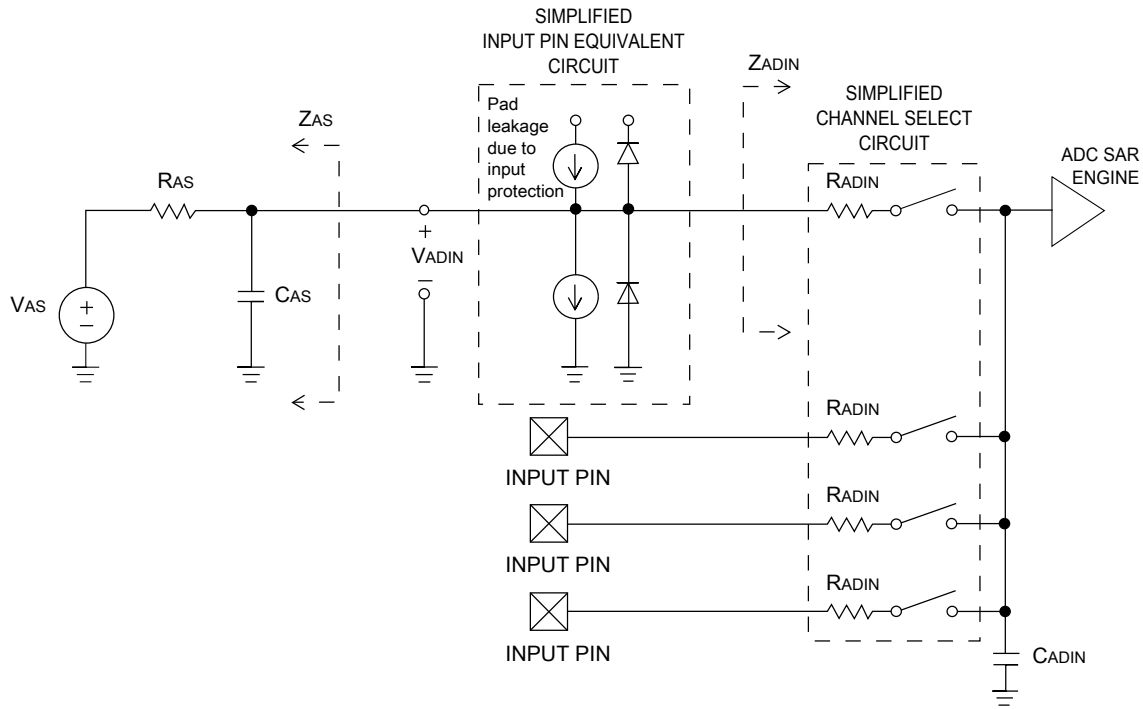 SIMPLIFIED
INPUT PIN EQUIVALENT
CIRCUIT
Pad
leakage
due to
input
protection
ZADIN
SIMPLIFIED
CHANNEL SELECT
CIRCUIT
ADC SAR
ENGINE
ZAS
RAS
RADIN
+
VADIN
–
VAS
+
–
CAS
RADIN
INPUT PIN
RADIN
INPUT PIN
RADIN
INPUT PIN
CADIN